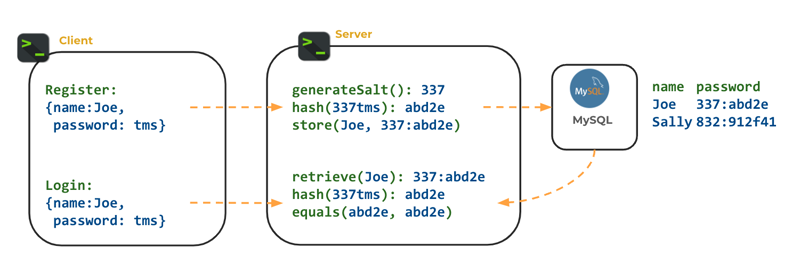 Client
Register:
{name:Joe,
password: tms}
Login:
{name:Joe,
password: tms}
Server
generateSalt(): 337
hash(337tms): abd2e
store(Joe, 337:abd2e)
retrieve(Joe): 337:abd2e
hash(337tms): abd2e
equals(abd2e, abd2e)
MySQL
MySQL
name password
Joe 337:abd2e
Sally 832:912f41